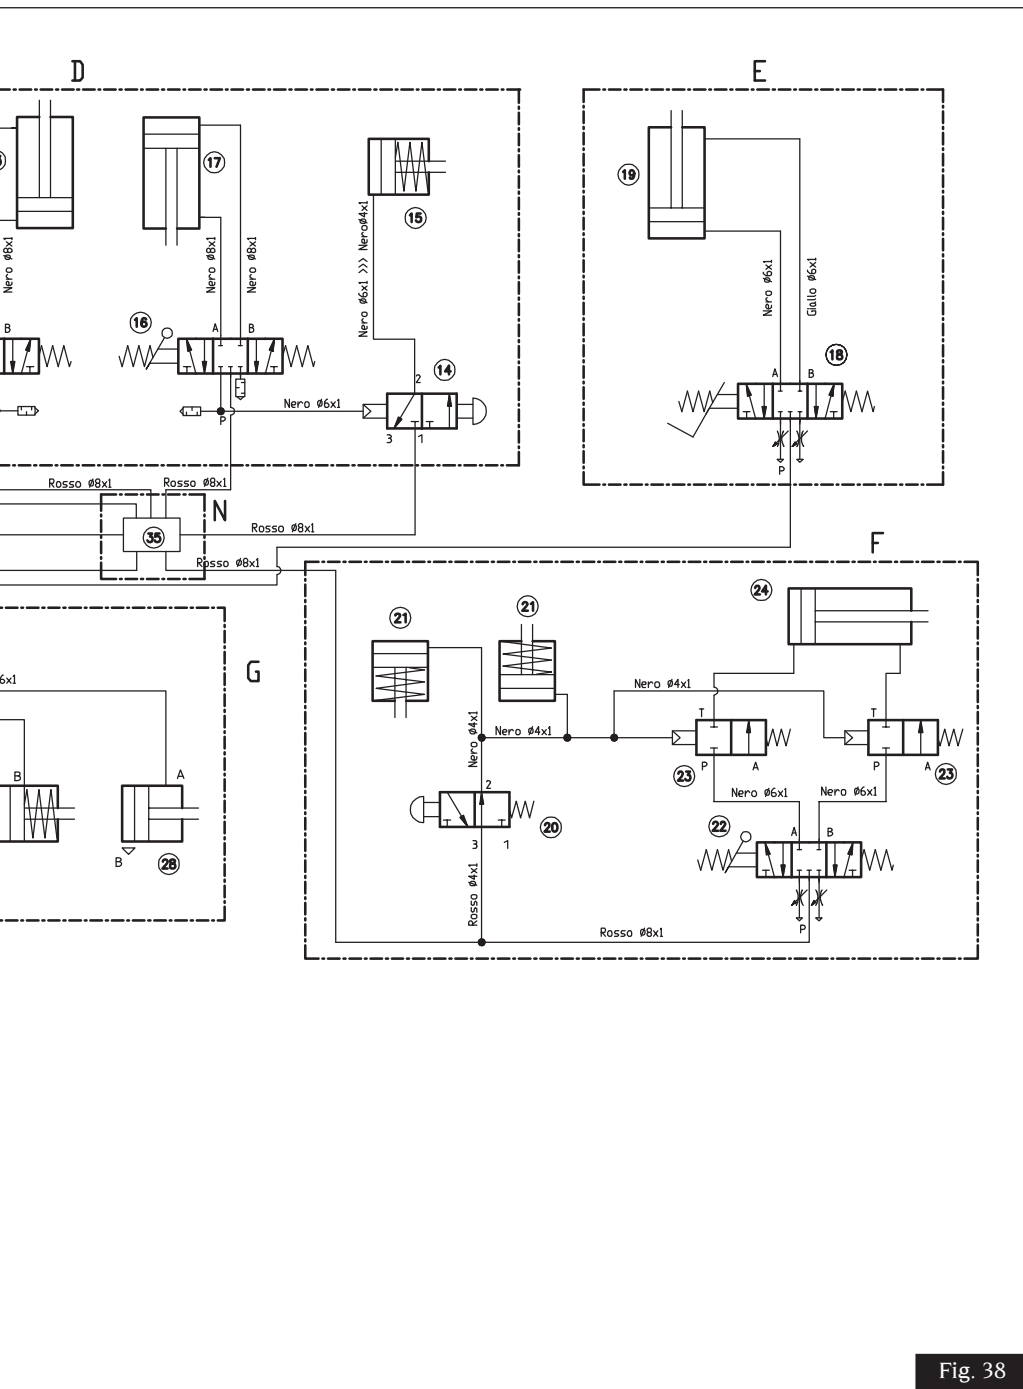 D
E
19
17
15
Nero Ø8x1
Nero Ø8x1
Nero Ø8x1
Nero Ø6x1 >>> NeroØ4x1
Nero Ø6x1
Giallo Ø6x1
B
16
A
B
14
2
18
A
B
Nero Ø6x1
P
3
1
P
Rosso Ø8x1
Rosso Ø8x1
N
35
Rosso Ø8x1
F
Rosso Ø8x1
24
21
21
G
6x1
Nero Ø4x1
T
T
Nero Ø4x1
Nero Ø4x1
P
A
23
P
A
23
B
A
2
Nero Ø6x1
Nero Ø6x1
20
22
A
B
3
1
B
28
Rosso Ø4x1
P
Rosso Ø8x1
Fig. 38